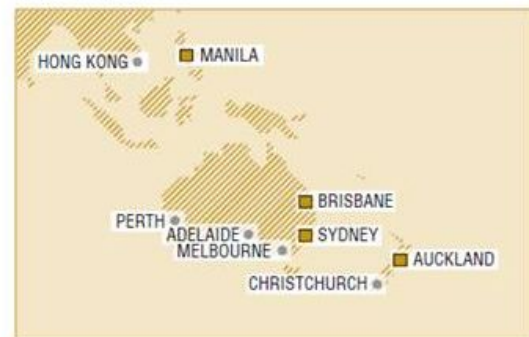 HONG KONG
MANILA
BRISBANE
PERTH
ADELAIDE
SYDNEY
MELBOURNE
AUCKLAND
CHRISTCHURCH